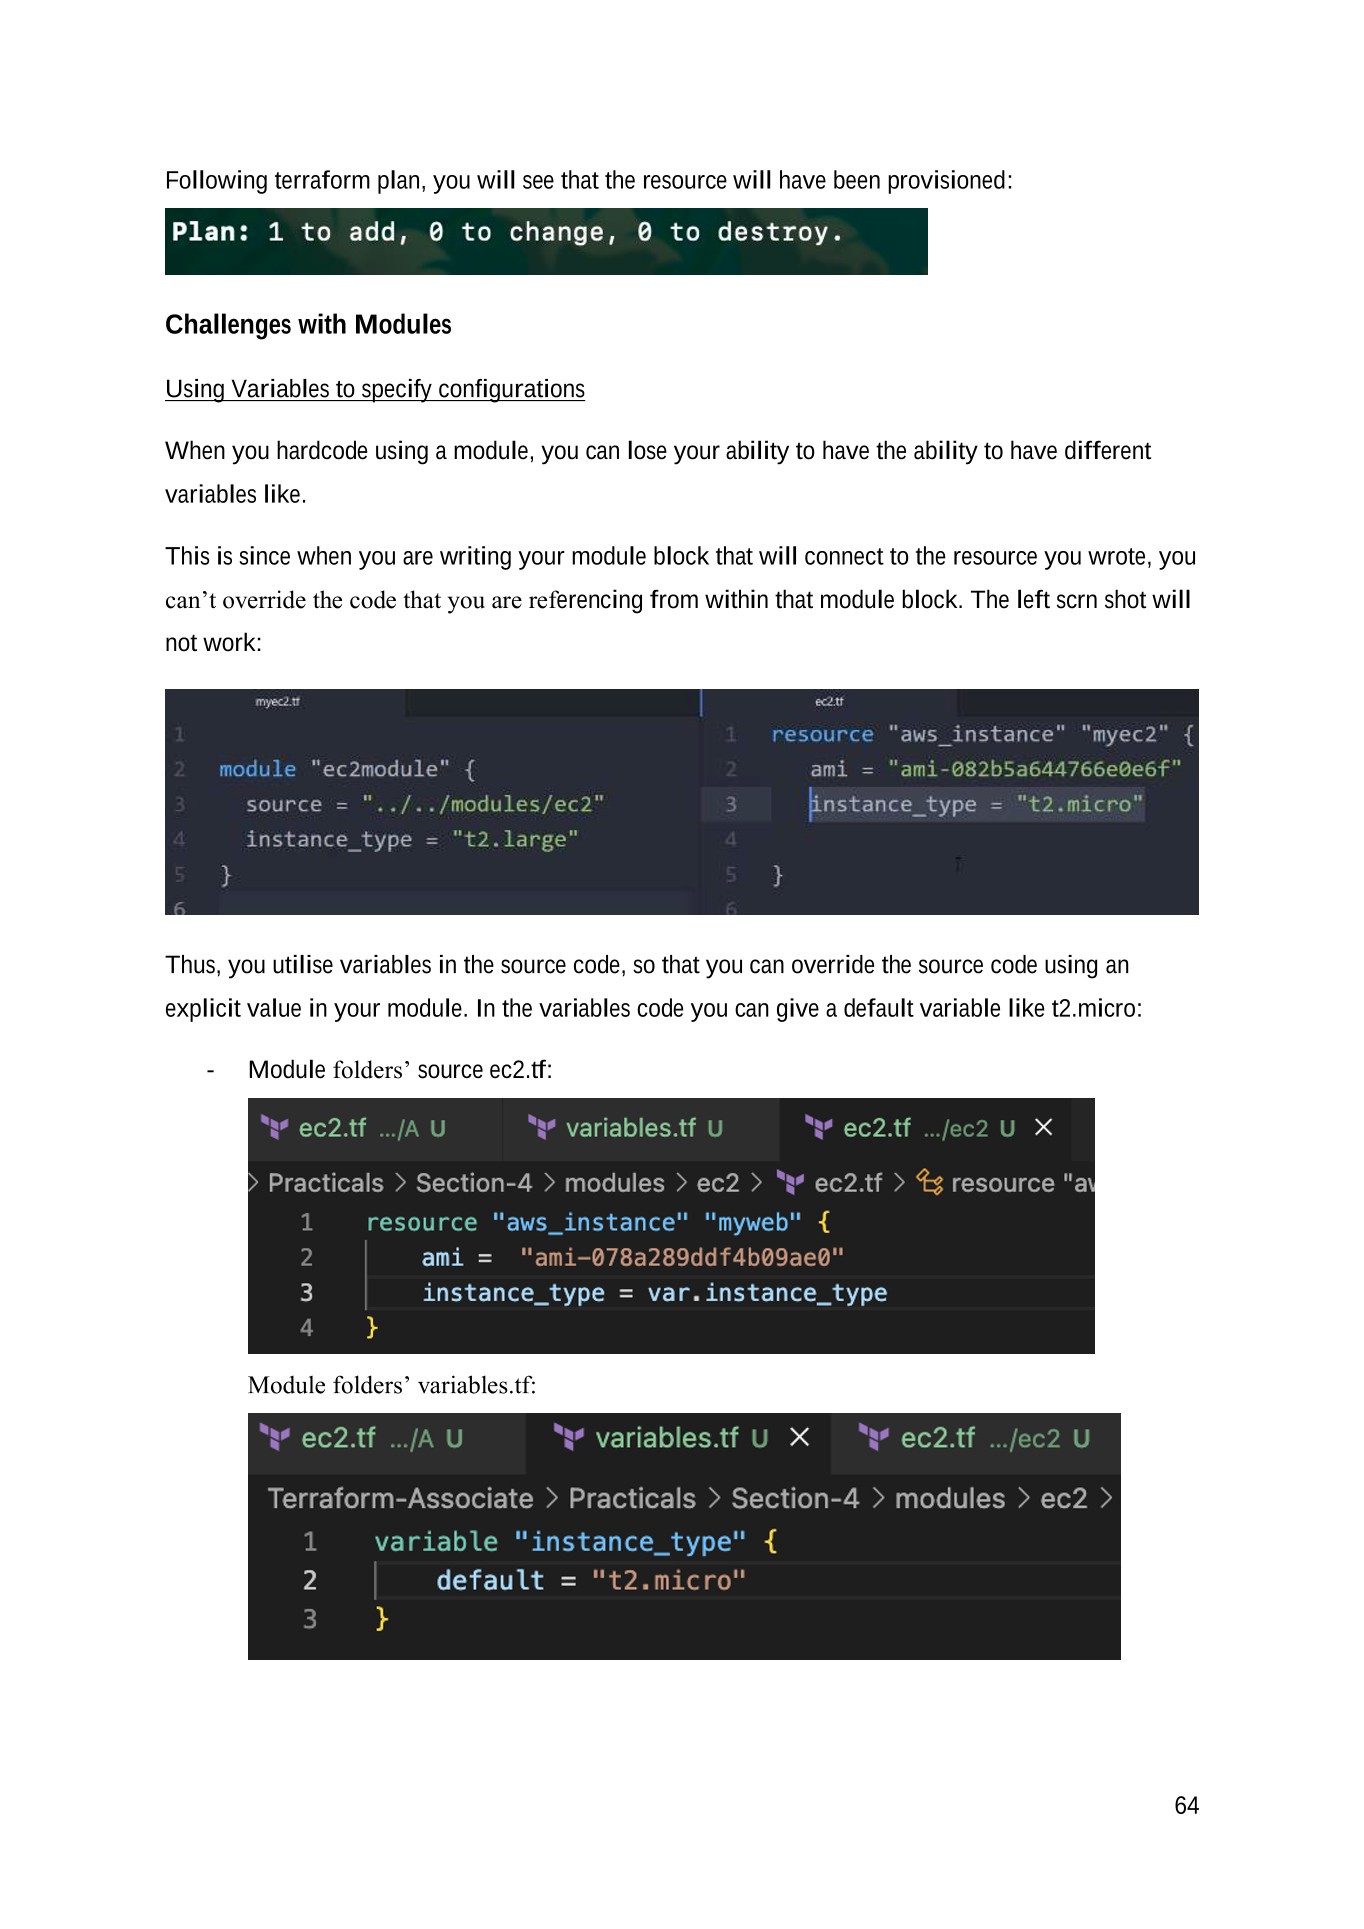 Following terraform plan, you will see that the resource will have been provisioned:
Plan: 1 to add, 0 to change, 0 to destroy.
Challenges with Modules
Using Variables to specify configurations
When you hardcode using a module, you can lose your ability to have the ability to have different
variables like.
This is since when you are writing your module block that will connect to the resource you wrote, you
can’t override the code that you are referencing from within that module block. The left scrn shot will
not work:
myec2.tf
1
2 module "ec2module" {
3 source = "../../modules/ec2"
4 instance_type = "t2.large"
5 }
6
ec2.tf
1 resource "aws_instance" "myec2" {
2 ami = "ami-082b5a644766e0e6f"
3 instance_type = "t2.micro"
4
5 }
6
Thus, you utilise variables in the source code, so that you can override the source code using an
explicit value in your module. In the variables code you can give a default variable like t2.micro:
- Module folders’ source ec2.tf:
ec2.tf .../A U variables.tf U ec2.tf .../ec2 U ×
> Practicals > Section-4 > modules > ec2 > ec2.tf > resource "aw
1 resource "aws_instance" "myweb" {
2 ami = "ami-078a289ddf4b09ae0"
3 instance_type = var.instance_type
4 }
Module folders’ variables.tf:
ec2.tf .../A U variables.tf U × ec2.tf .../ec2 U
Terraform-Associate > Practicals > Section-4 > modules > ec2 >
1 variable "instance_type" {
2 default = "t2.micro"
3 }
64